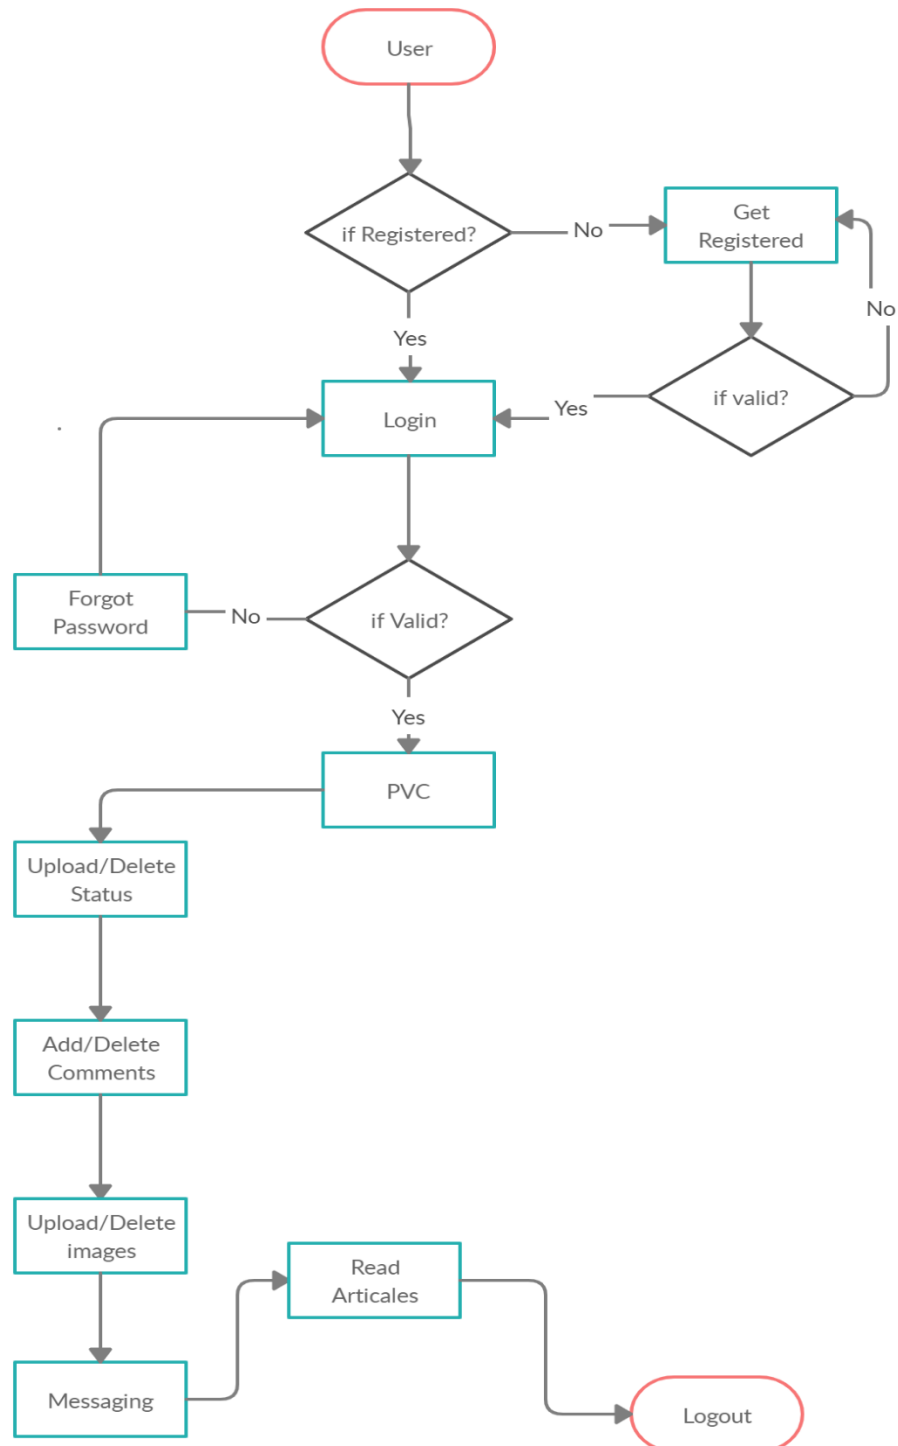 User
if Registered?
No
Get
Registered
No
Yes
if valid?
Yes
Login
Forgot
Password
No
if Valid?
Yes
PVC
Upload/Delete
Status
Add/Delete
Comments
Upload/Delete
images
Read
Articales
Messaging
Logout